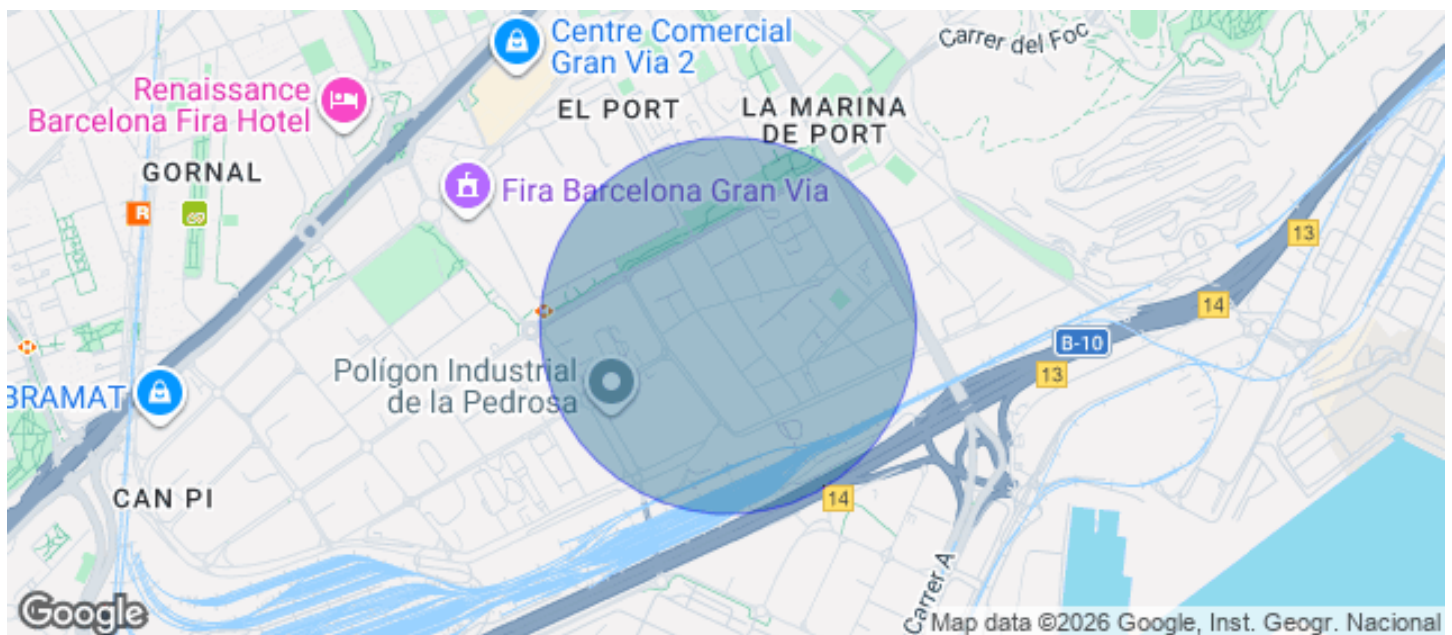 Centre Comercial
Gran Via 2
Carrer del Foc
Renaissance
Barcelona Fira Hotel
EL PORT
LA MARINA
DE PORT
GORNAL
R
Fira Barcelona Gran Via
13
14
B-10
13
Polígon Industrial
de la Pedrosa
BRAMAT
CAN PI
14
Carrer A
Google
Map data ©2026 Google, Inst. Geogr. Nacional